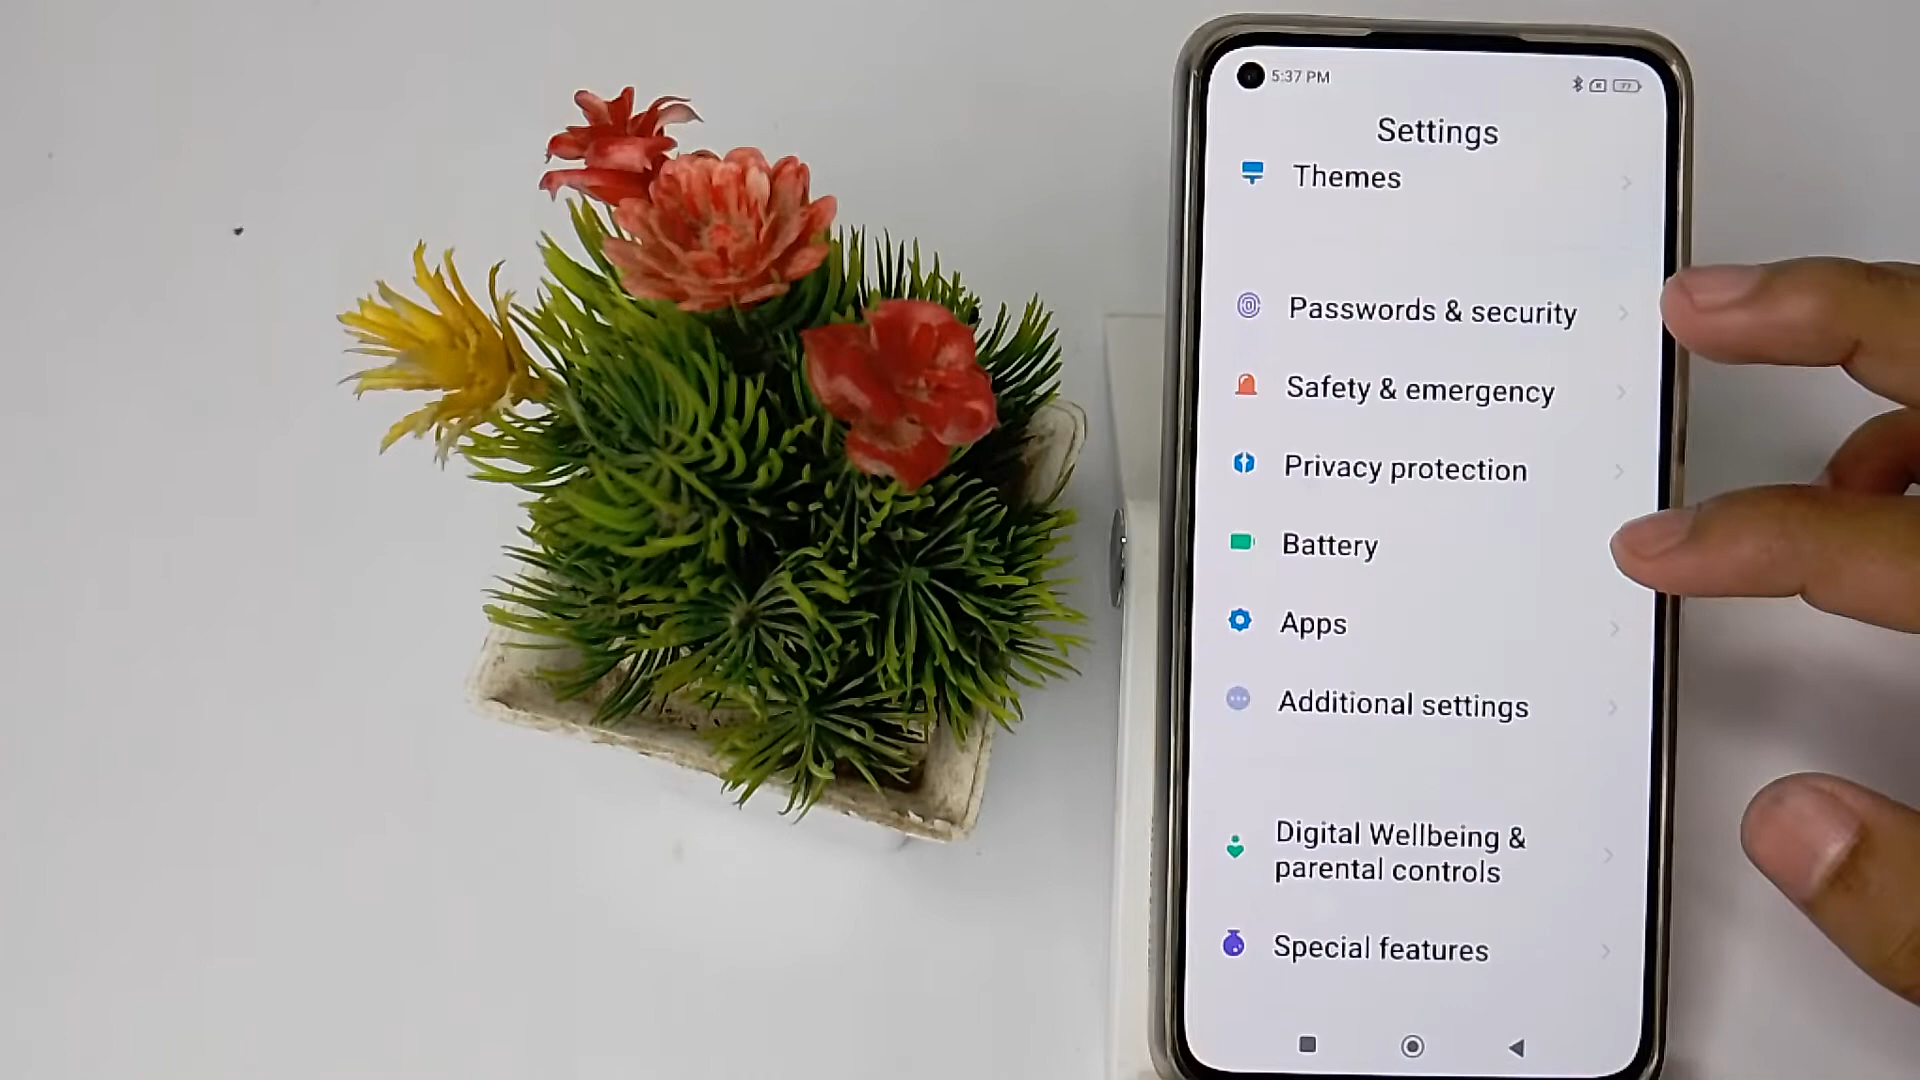 5:37 PM
77
Settings
Themes
Passwords & security
Safety & emergency
Privacy protection
Battery
Apps
Additional settings
Digital Wellbeing &
parental controls
Special features